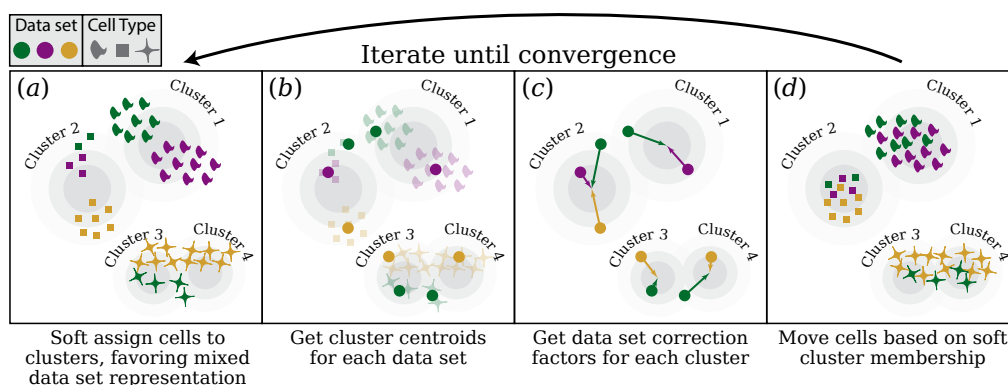 Data set Cell Type
Iterate until convergence
(a)
Cluster 1
Cluster 2
Cluster 3
Cluster 4
(b)
Cluster 1
Cluster 2
Cluster 3
Cluster 4
(c)
Cluster 1
Cluster 2
Cluster 3
Cluster 4
(d)
Cluster 1
Cluster 2
Cluster 3
Cluster 4
Soft assign cells to
clusters, favoring mixed
data set representation
Get cluster centroids
for each data set
Get data set correction
factors for each cluster
Move cells based on soft
cluster membership